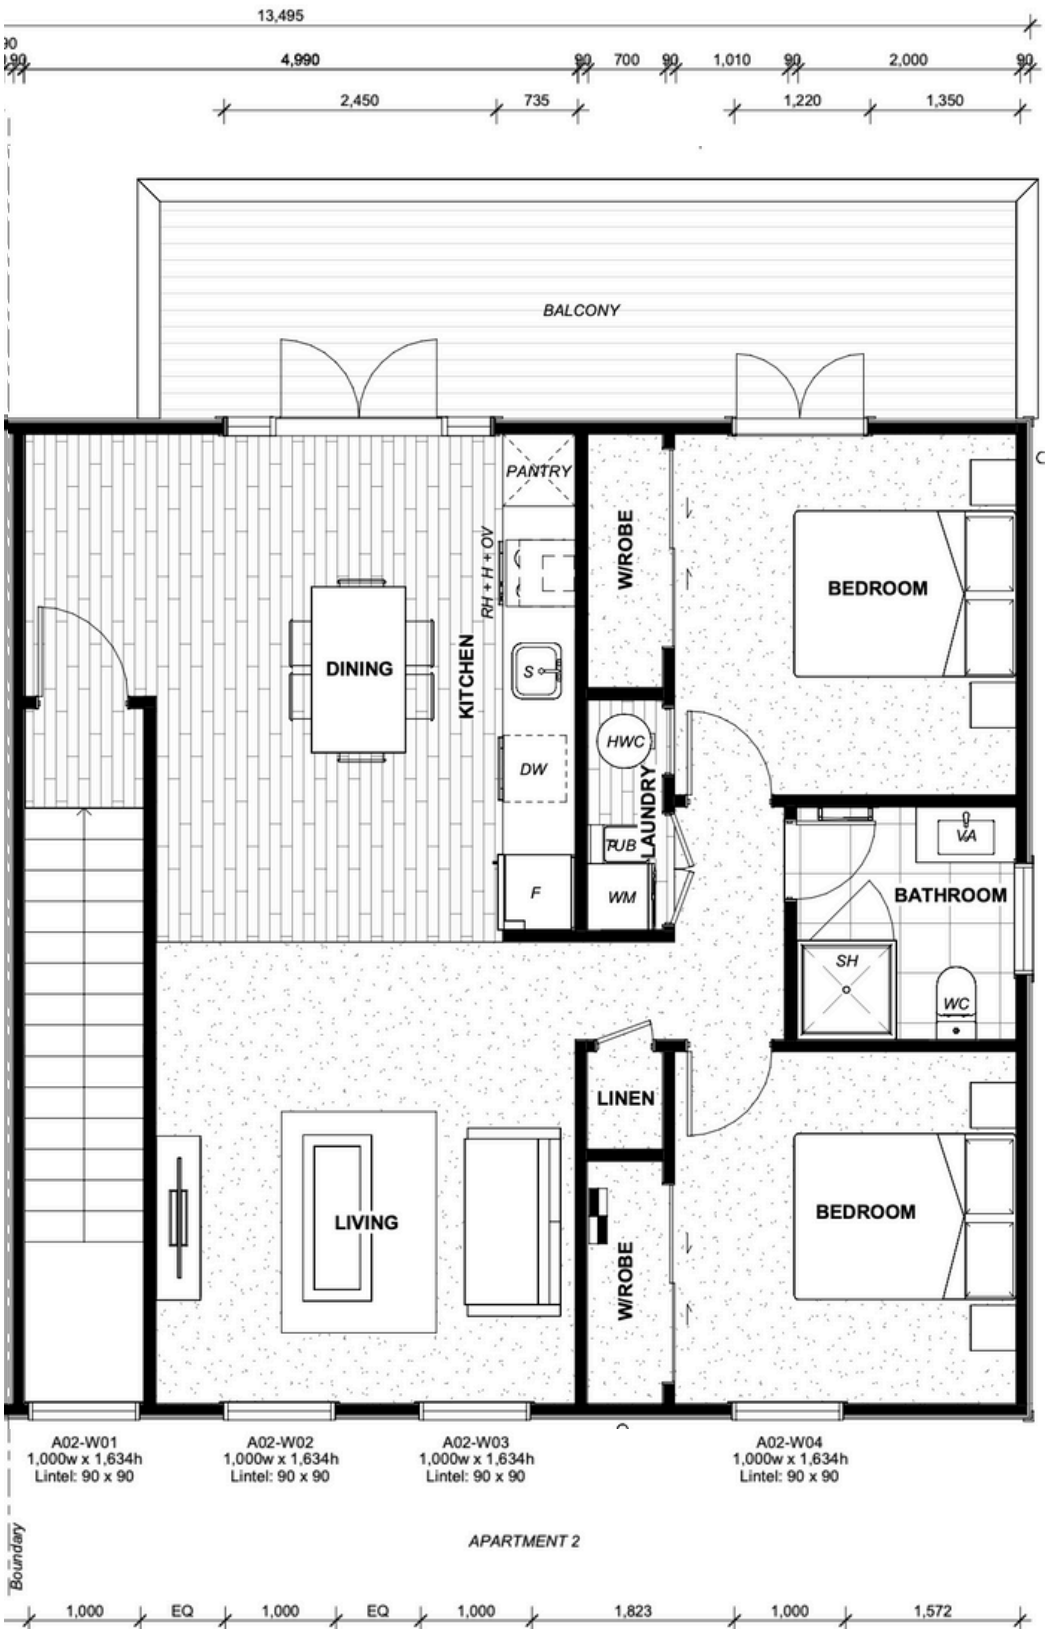 13,495
90
90
4,990
90
700
90
1,010
90
2,000
90
2,450
735
1,220
1,350
BALCONY
PANTRY
RH + H + OV
W/ROBE
BEDROOM
DINING
KITCHEN
S
HWC
DW
LAUNDRY
TUB
VA
BATHROOM
F
WM
SH
WC
LINEN
LIVING
BEDROOM
W/ROBE
A02-W01
1,000w x 1,634h
Lintel: 90 x 90
A02-W02
1,000w x 1,634h
Lintel: 90 x 90
A02-W03
1,000w x 1,634h
Lintel: 90 x 90
A02-W04
1,000w x 1,634h
Lintel: 90 x 90
Boundary
APARTMENT 2
1,000
EQ
1,000
EQ
1,000
1,823
1,000
1,572